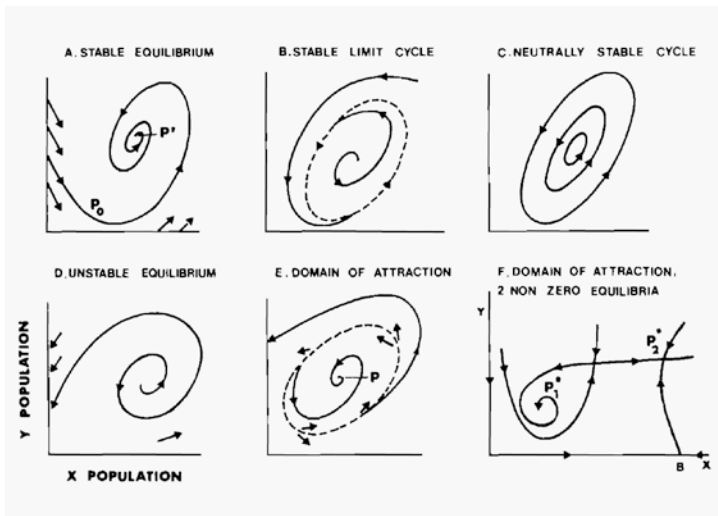 A. STABLE EQUILIBRIUM
P'
P0
B. STABLE LIMIT CYCLE
C. NEUTRALLY STABLE CYCLE
D. UNSTABLE EQUILIBRIUM
Y POPULATION
X POPULATION
E. DOMAIN OF ATTRACTION
P
F. DOMAIN OF ATTRACTION,
2 NON ZERO EQUILIBRIA
Y
P2*
P1*
B
X